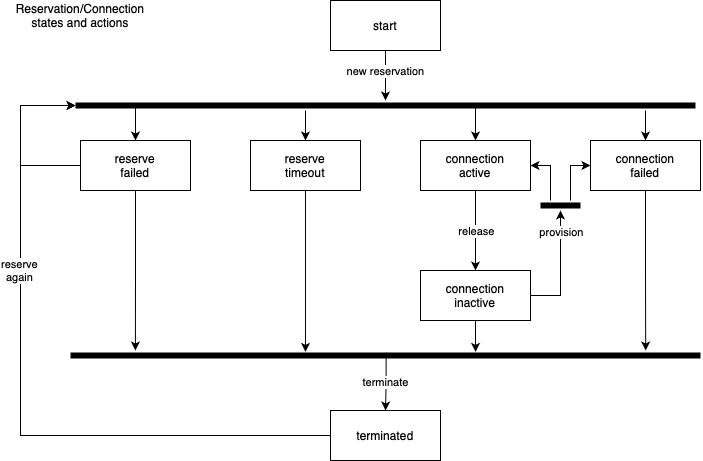 Reservation/Connection
states and actions
start
new reservation
reserve
failed
reserve
timeout
connection
active
connection
failed
release
provision
reserve
again
connection
inactive
terminate
terminated